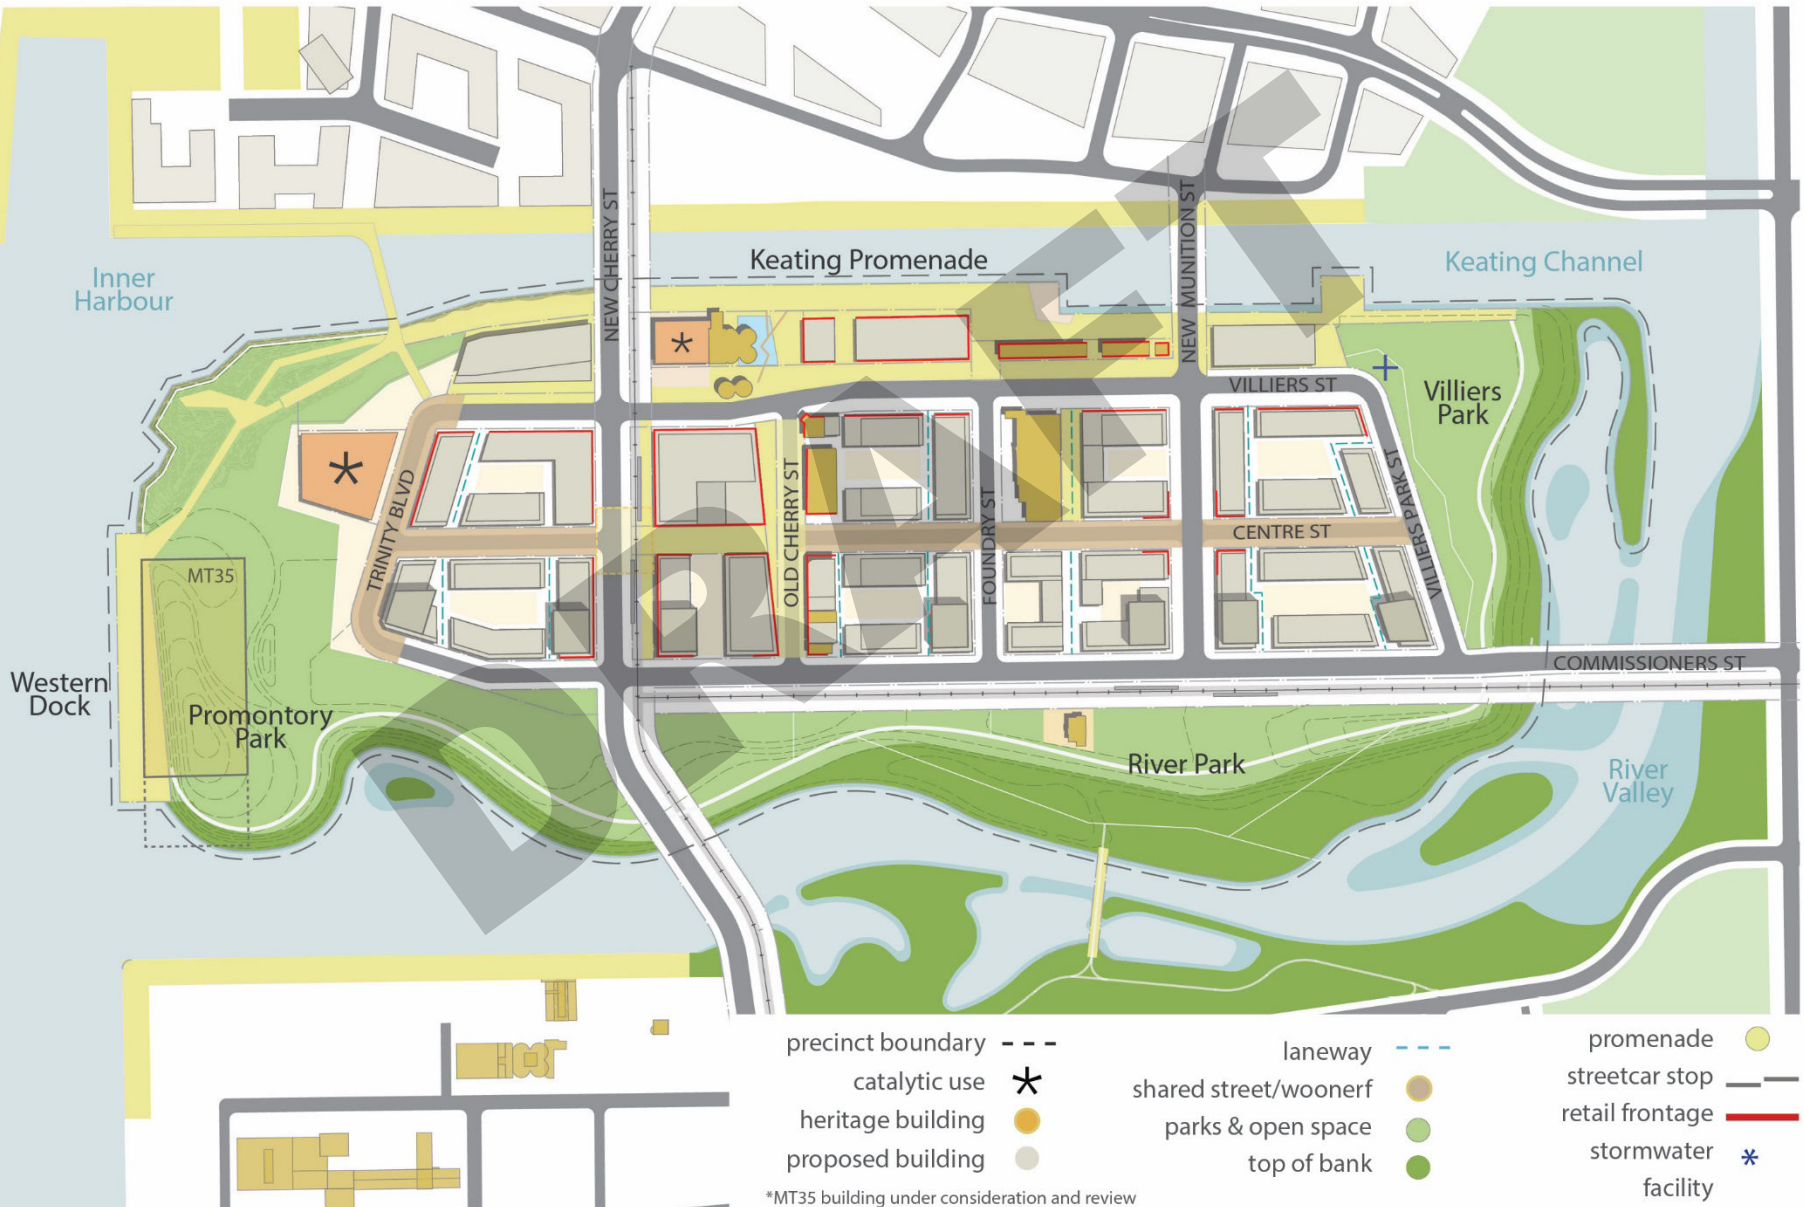 NEW CHERRY ST
NEW MUNITION ST
Keating Promenade
Keating Channel
Inner
Harbour
VILLIERS ST
Villiers
Park
TRINITY BLVD
OLD CHERRY ST
FOUNDRY ST
VILLIERS PARK ST
CENTRE ST
MT35
COMMISSIONERS ST
Western
Dock
Promontory
Park
River Park
River
Valley
DRAFT
precinct boundary
catalytic use
heritage building
proposed building
*MT35 building under consideration and review
laneway
shared street/woonerf
parks & open space
top of bank
promenade
streetcar stop
retail frontage
stormwater
facility